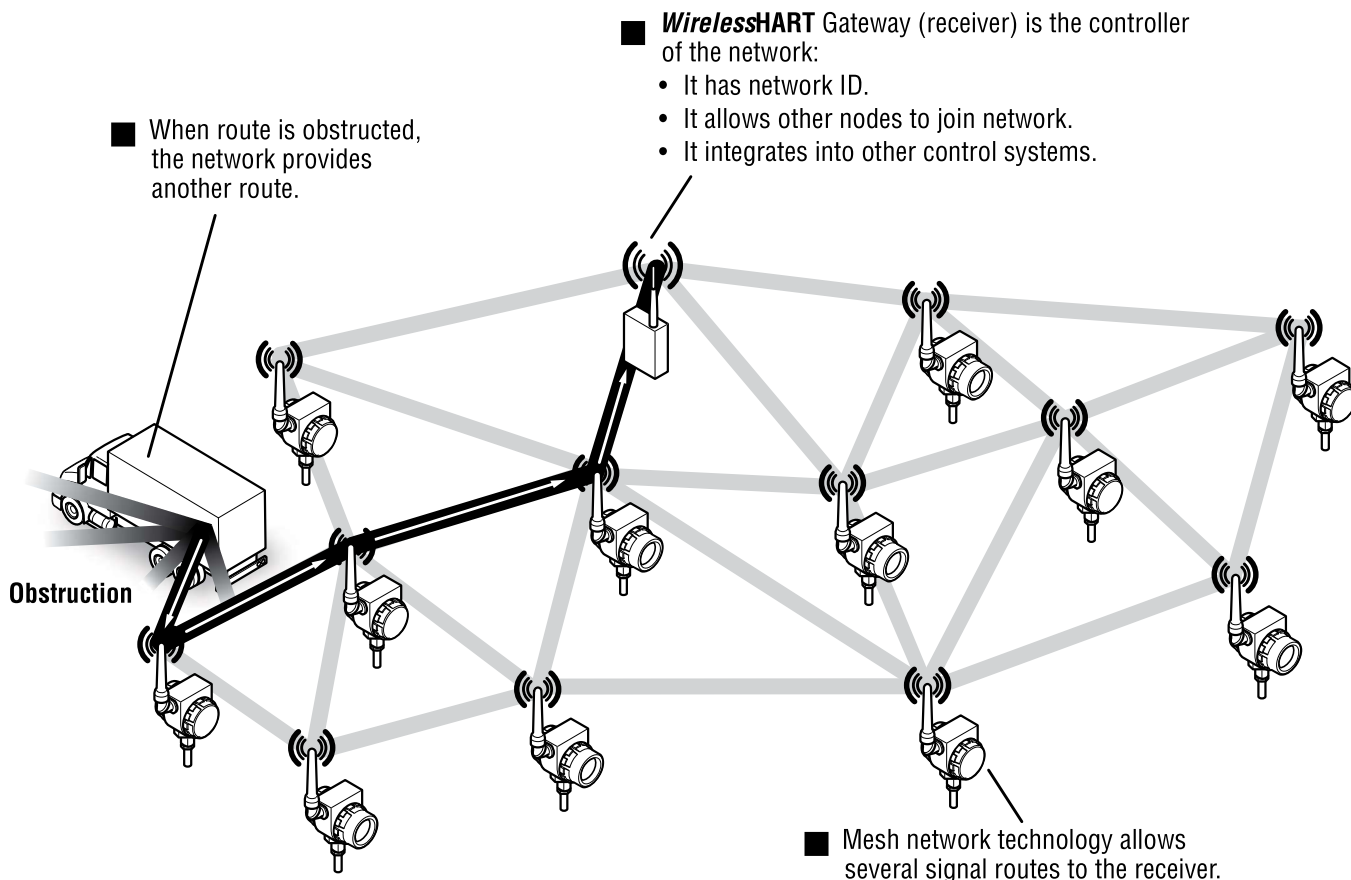 ■ WirelessHART Gateway (receiver) is the controller
of the network:
• It has network ID.
• It allows other nodes to join network.
• It integrates into other control systems.
■ When route is obstructed,
the network provides
another route.
Obstruction
■ Mesh network technology allows
several signal routes to the receiver.